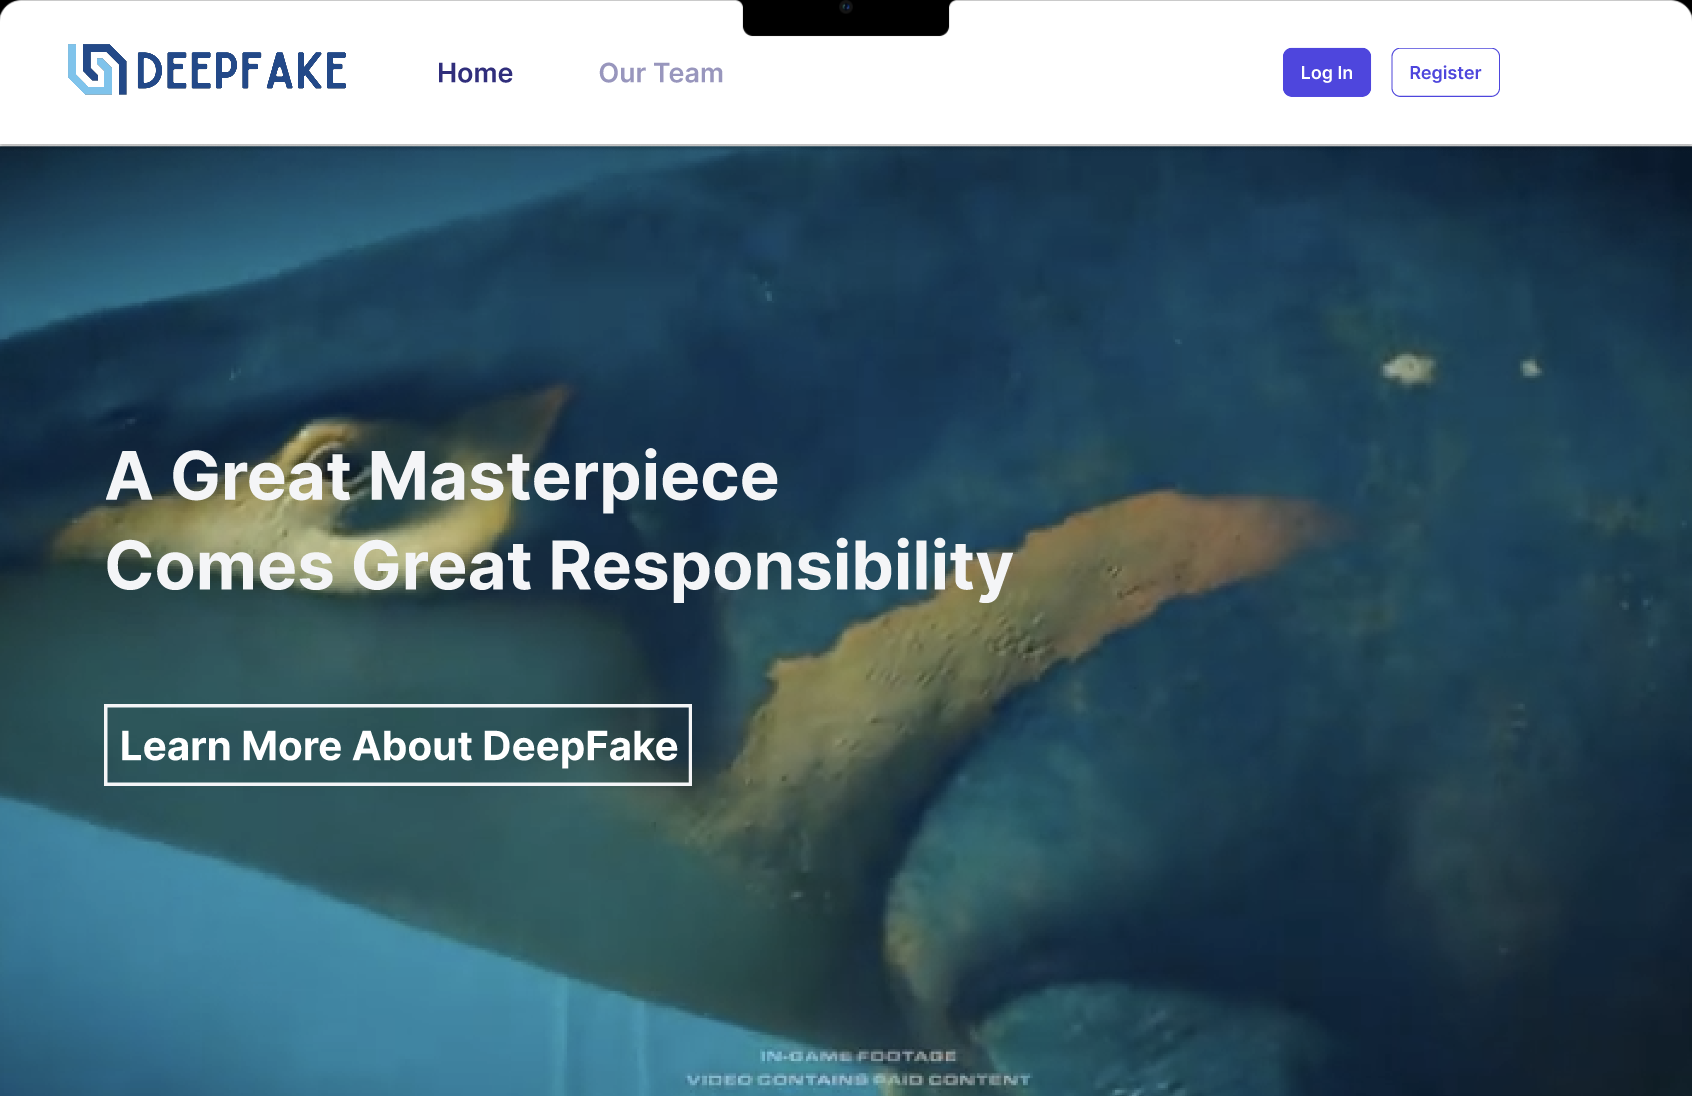 DEEPFAKE
Home
Our Team
Log In
Register
A Great Masterpiece
Comes Great Responsibility
Learn More About DeepFake
IN-GAME FOOTAGE
VIDEO CONTAINS PAID CONTENT